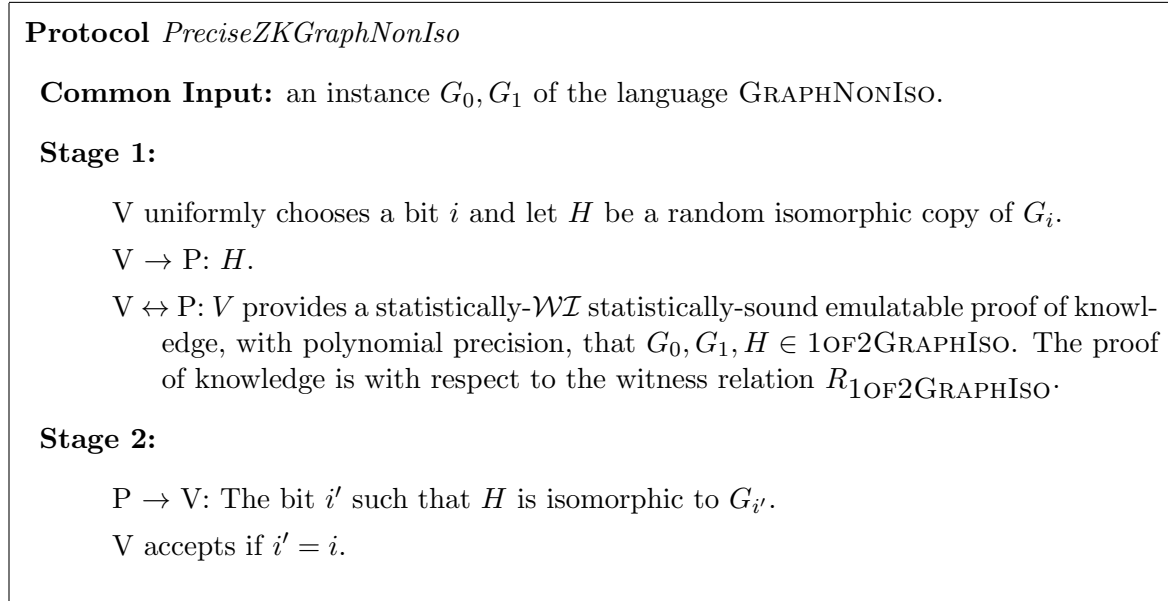 Protocol PreciseZKGraphNonIso
Common Input: an instance G₀, G₁ of the language GRAPHNONISO.
Stage 1:
V uniformly chooses a bit i and let H be a random isomorphic copy of Gᵢ.
V → P: H.
V ↔ P: V provides a statistically-𝒲ℐ statistically-sound emulatable proof of knowl-
edge, with polynomial precision, that G₀, G₁, H ∈ 1OF2GRAPHISO. The proof
of knowledge is with respect to the witness relation R_1OF2GRAPHISO.
Stage 2:
P → V: The bit i′ such that H is isomorphic to G_i′.
V accepts if i′ = i.